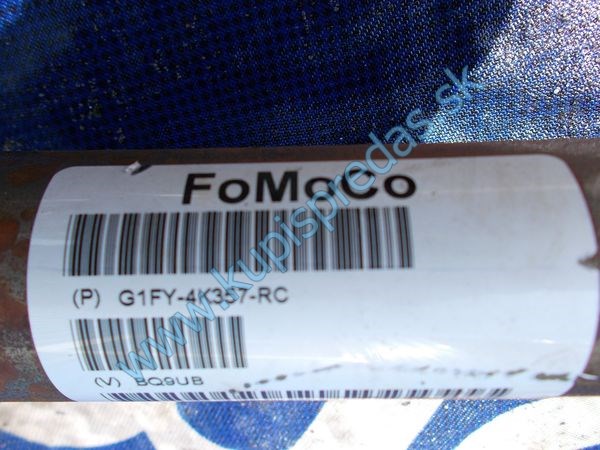 FoMoCo
(P) G1FY-4K357-RC
(V) BQ9UB
www.kupispredas.sk